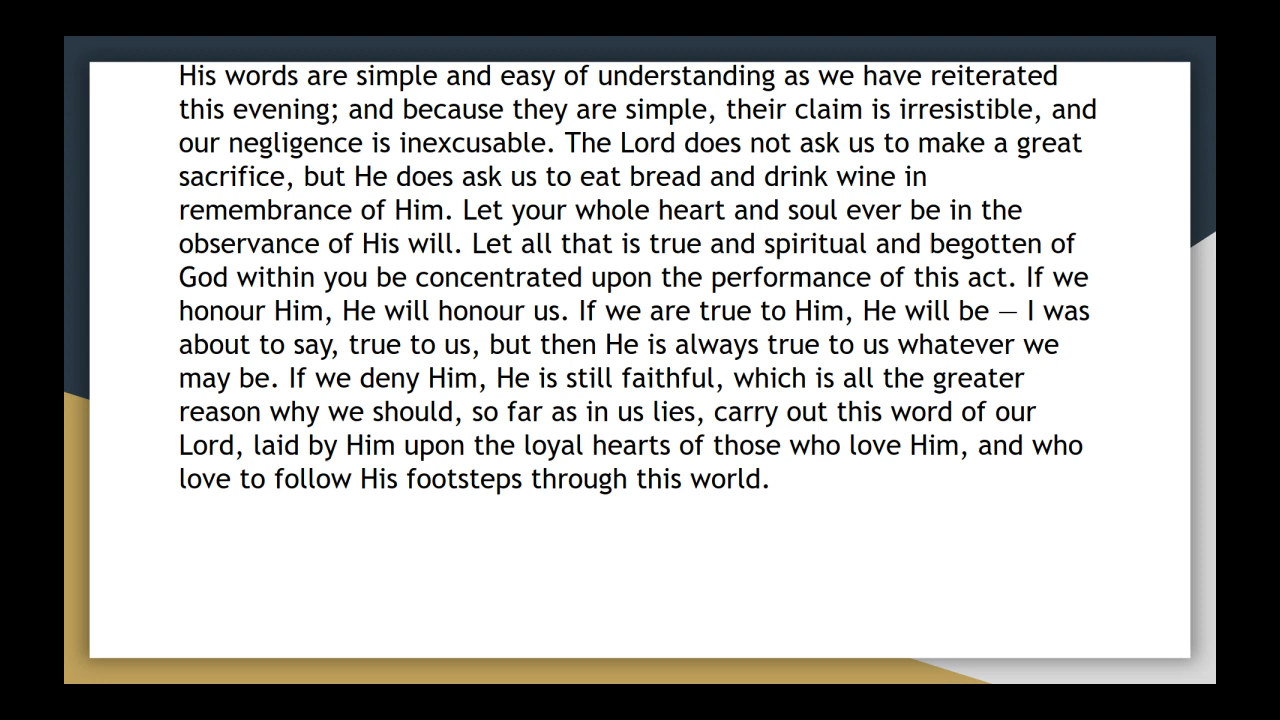 His words are simple and easy of understanding as we have reiterated
this evening; and because they are simple, their claim is irresistible, and
our negligence is inexcusable. The Lord does not ask us to make a great
sacrifice, but He does ask us to eat bread and drink wine in
remembrance of Him. Let your whole heart and soul ever be in the
observance of His will. Let all that is true and spiritual and begotten of
God within you be concentrated upon the performance of this act. If we
honour Him, He will honour us. If we are true to Him, He will be — I was
about to say, true to us, but then He is always true to us whatever we
may be. If we deny Him, He is still faithful, which is all the greater
reason why we should, so far as in us lies, carry out this word of our
Lord, laid by Him upon the loyal hearts of those who love Him, and who
love to follow His footsteps through this world.